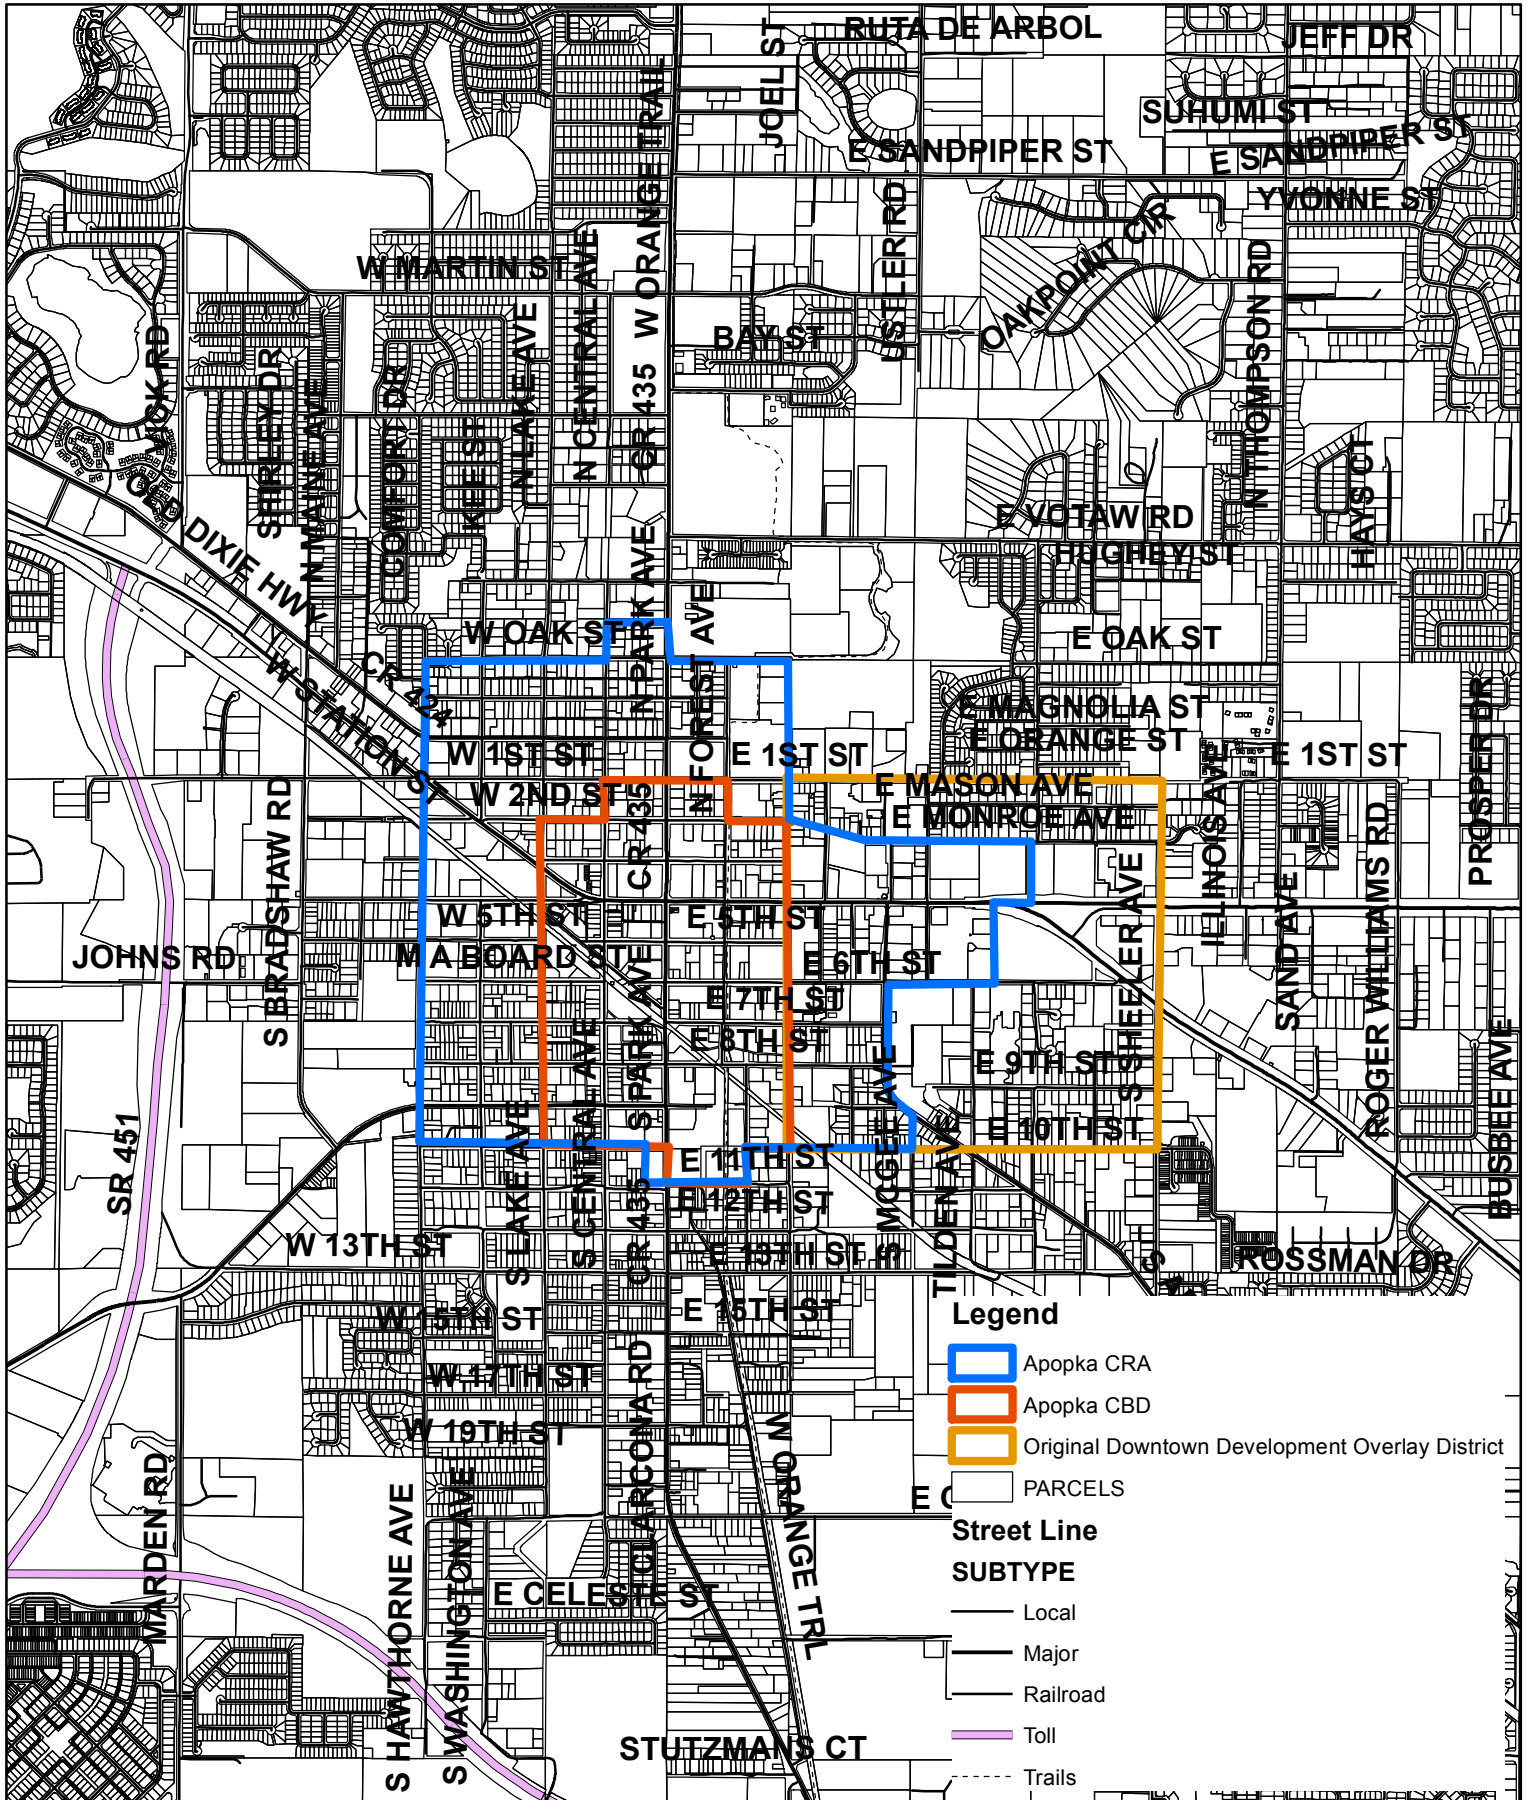 RUTA DE ARBOL
JEFF DR
JOEL ST
SUHUMI ST
E SANDPIPER ST
E SANDPIPER ST
YVONNE ST
W ORANGE TRAIL
USTLER RD
OAKPOINT CIR
W MARTIN ST
N CENTRAL AVE
N THOMPSON RD
BAY ST
VICK RD
SHIRLEY DR
N MAINE AVE
COMFORT DR
KEE ST
N LAKE AVE
CR 435
HAYS CT
OLD DIXIE HWY
E VOTAW RD
HUGHEY ST
W OAK ST
N PARK AVE
N FOREST AVE
E OAK ST
CR 424
W STATION ST
E MAGNOLIA ST
E ORANGE ST
PROSPER DR
W 1ST ST
E 1ST ST
E 1ST ST
W 2ND ST
E MASON AVE
E MONROE AVE
CR 435
S BRADSHAW RD
ILLINOIS AVE
SAND AVE
ROGER WILLIAMS RD
S SHEELER AVE
W 5TH ST
E 5TH ST
JOHNS RD
M A BOARD ST
E 6TH ST
S PARK AVE
E 7TH ST
E 8TH ST
E 9TH ST
S CENTRAL AVE
S MCGEE AVE
BUSBEE AVE
SR 451
S LAKE AVE
E 10TH ST
TILDEN AVE
E 11TH ST
CR 435
E 12TH ST
W 13TH ST
E 13TH ST
ROSSMAN DR
W 15TH ST
E 15TH ST
W 17TH ST
CLARCONA RD
W 19TH ST
W ORANGE TRL
MARDEN RD
S HAWTHORNE AVE
S WASHINGTON AVE
E CELESTE ST
STUTZMANS CT
Legend
Apopka CRA
Apopka CBD
Original Downtown Development Overlay District
PARCELS
Street Line
SUBTYPE
Local
Major
Railroad
Toll
Trails